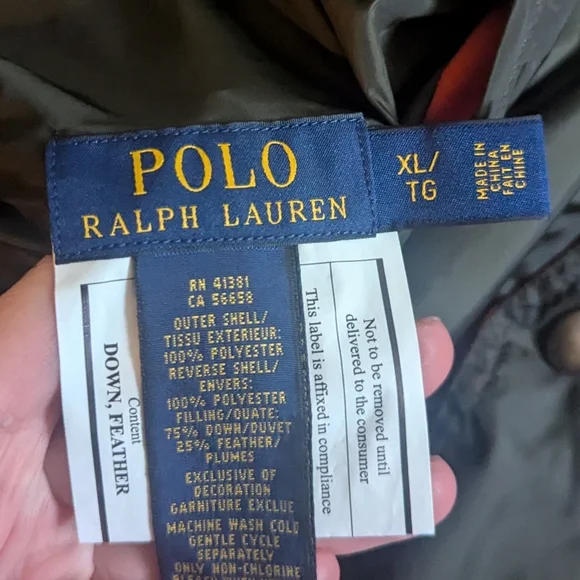 POLO
RALPH LAUREN
XL/
TG
MADE IN
CHINA
FAIT EN
CHINE
RN 41381
CA 56658
OUTER SHELL/
TISSU EXTERIEUR:
100% POLYESTER
REVERSE SHELL/
ENVERS:
100% POLYESTER
FILLING/OUATE:
75% DOWN/DUVET
25% FEATHER/
PLUMES
EXCLUSIVE OF
DECORATION
GARNITURE EXCLUE
MACHINE WASH COLD
GENTLE CYCLE
SEPARATELY
ONLY NON-CHLORINE
Content
DOWN, FEATHER
Not to be removed until
delivered to the consumer
This label is affixed in compliance